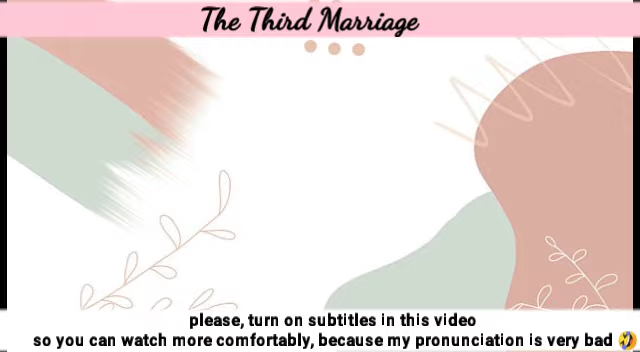 The Third Marriage
please, turn on subtitles in this video
so you can watch more comfortably, because my pronunciation is very bad 🤣